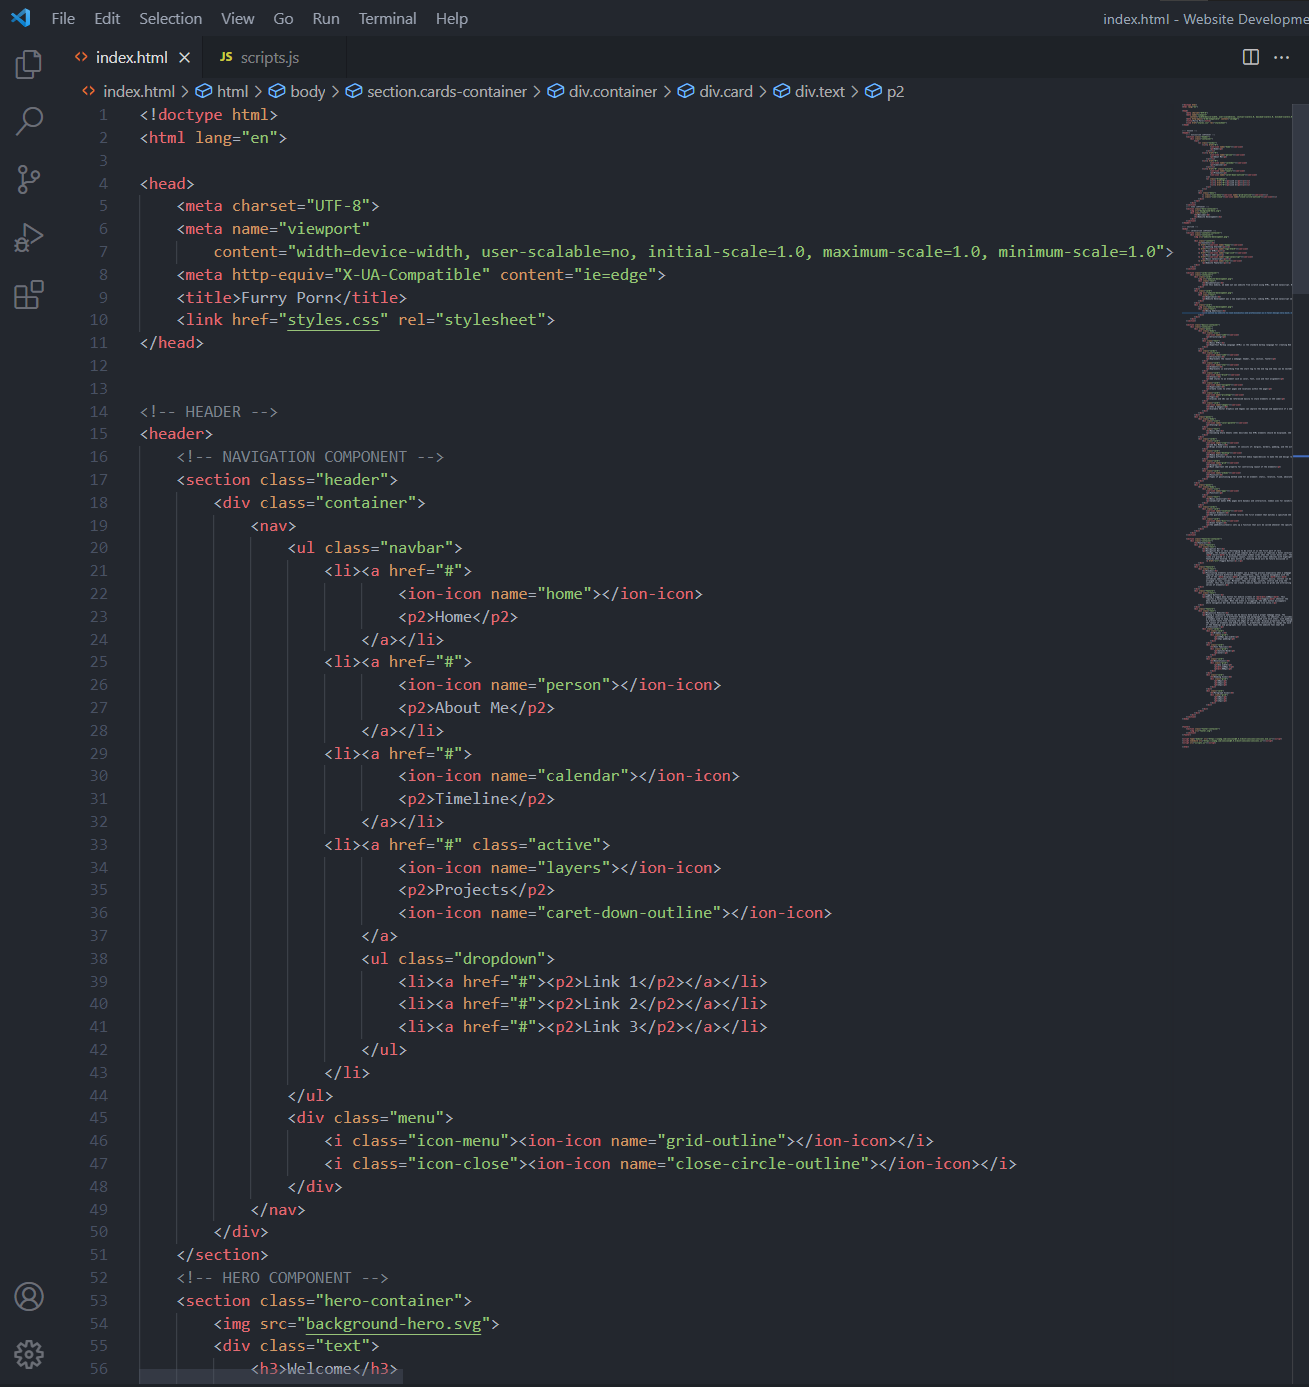 File Edit Selection View Go Run Terminal Help index.html - Website Developme
<> index.html × JS scripts.js
<> index.html > html > body > section.cards-container > div.container > div.card > div.text > p2
1 <!doctype html>
2 <html lang="en">
3
4 <head>
5 <meta charset="UTF-8">
6 <meta name="viewport"
7 content="width=device-width, user-scalable=no, initial-scale=1.0, maximum-scale=1.0, minimum-scale=1.0">
8 <meta http-equiv="X-UA-Compatible" content="ie=edge">
9 <title>Furry Porn</title>
10 <link href="styles.css" rel="stylesheet">
11 </head>
12
13
14 <!-- HEADER -->
15 <header>
16 <!-- NAVIGATION COMPONENT -->
17 <section class="header">
18 <div class="container">
19 <nav>
20 <ul class="navbar">
21 <li><a href="#">
22 <ion-icon name="home"></ion-icon>
23 <p2>Home</p2>
24 </a></li>
25 <li><a href="#">
26 <ion-icon name="person"></ion-icon>
27 <p2>About Me</p2>
28 </a></li>
29 <li><a href="#">
30 <ion-icon name="calendar"></ion-icon>
31 <p2>Timeline</p2>
32 </a></li>
33 <li><a href="#" class="active">
34 <ion-icon name="layers"></ion-icon>
35 <p2>Projects</p2>
36 <ion-icon name="caret-down-outline"></ion-icon>
37 </a>
38 <ul class="dropdown">
39 <li><a href="#"><p2>Link 1</p2></a></li>
40 <li><a href="#"><p2>Link 2</p2></a></li>
41 <li><a href="#"><p2>Link 3</p2></a></li>
42 </ul>
43 </li>
44 </ul>
45 <div class="menu">
46 <i class="icon-menu"><ion-icon name="grid-outline"></ion-icon></i>
47 <i class="icon-close"><ion-icon name="close-circle-outline"></ion-icon></i>
48 </div>
49 </nav>
50 </div>
51 </section>
52 <!-- HERO COMPONENT -->
53 <section class="hero-container">
54 <img src="background-hero.svg">
55 <div class="text">
56 <h3>Welcome</h3>